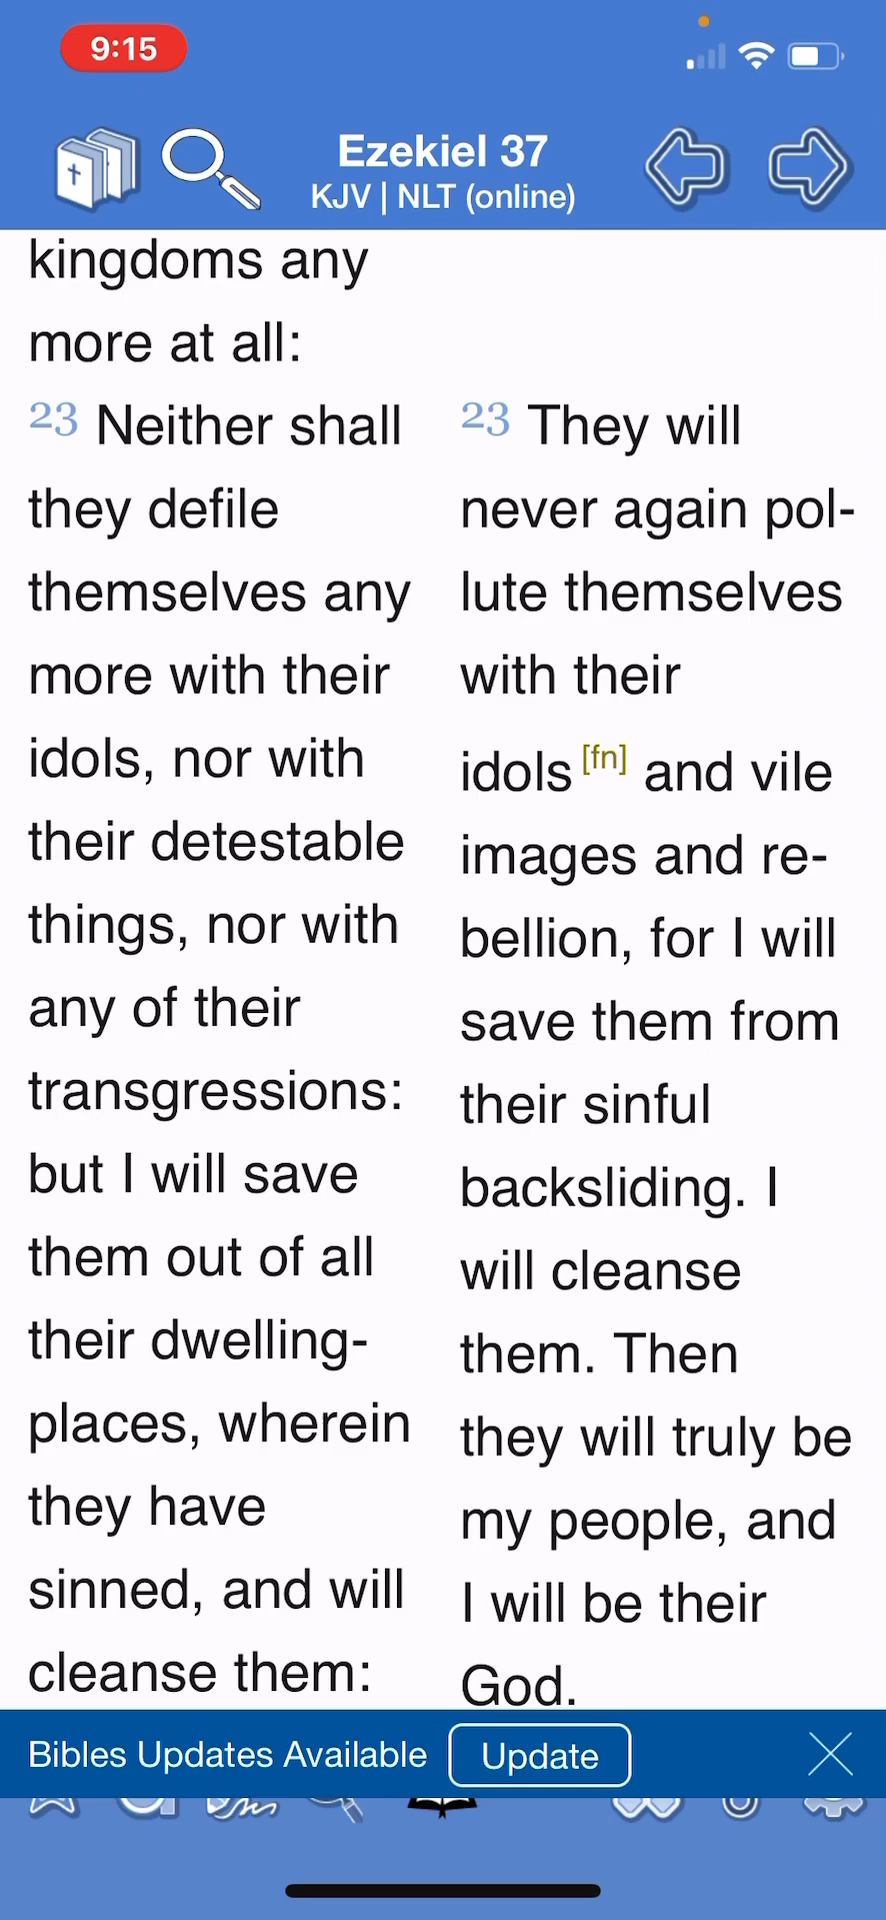 9:15
Ezekiel 37
KJV | NLT (online)
kingdoms any
more at all:
23 Neither shall
they defile
themselves any
more with their
idols, nor with
their detestable
things, nor with
any of their
transgressions:
but I will save
them out of all
their dwelling-
places, wherein
they have
sinned, and will
cleanse them:
23 They will
never again pol-
lute themselves
with their
idols [fn] and vile
images and re-
bellion, for I will
save them from
their sinful
backsliding. I
will cleanse
them. Then
they will truly be
my people, and
I will be their
God.
Bibles Updates Available Update